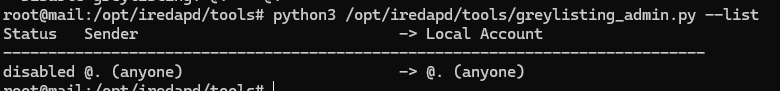 root@mail:/opt/iredapd/tools# python3 /opt/iredapd/tools/greylisting_admin.py --list
Status   Sender                              -> Local Account
--------------------------------------------------------------------------------
disabled @. (anyone)                         -> @. (anyone)
root@mail:/opt/iredapd/tools#